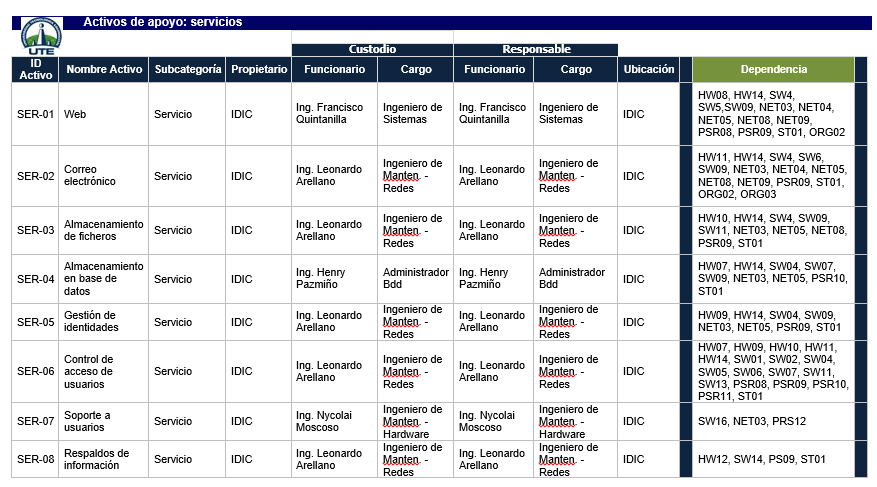 Activos de apoyo: servicios
UTE
Custodio Responsable
ID Activo Nombre Activo Subcategoría Propietario Funcionario Cargo Funcionario Cargo Ubicación Dependencia
SER-01 Web Servicio IDIC Ing. Francisco Quintanilla Ingeniero de Sistemas Ing. Francisco Quintanilla Ingeniero de Sistemas IDIC HW08, HW14, SW4, SW5,SW09, NET03, NET04, NET05, NET08, NET09, PSR08, PSR09, ST01, ORG02
SER-02 Correo electrónico Servicio IDIC Ing. Leonardo Arellano Ingeniero de Manten. - Redes Ing. Leonardo Arellano Ingeniero de Manten. - Redes IDIC HW11, HW14, SW4, SW6, SW09, NET03, NET04, NET05, NET08, NET09, PSR09, ST01, ORG02, ORG03
SER-03 Almacenamiento de ficheros Servicio IDIC Ing. Leonardo Arellano Ingeniero de Manten. - Redes Ing. Leonardo Arellano Ingeniero de Manten. - Redes IDIC HW10, HW14, SW4, SW09, SW11, NET03, NET05, NET08, PSR09, ST01
SER-04 Almacenamiento en base de datos Servicio IDIC Ing. Henry Pazmiño Administrador Bdd Ing. Henry Pazmiño Administrador Bdd IDIC HW07, HW14, SW04, SW07, SW09, NET03, NET05, PSR10, ST01
SER-05 Gestión de identidades Servicio IDIC Ing. Leonardo Arellano Ingeniero de Manten. - Redes Ing. Leonardo Arellano Ingeniero de Manten. - Redes IDIC HW09, HW14, SW04, SW09, NET03, NET05, PSR09, ST01
SER-06 Control de acceso de usuarios Servicio IDIC Ing. Leonardo Arellano Ingeniero de Manten. - Redes Ing. Leonardo Arellano Ingeniero de Manten. - Redes IDIC HW07, HW09, HW10, HW11, HW14, SW01, SW02, SW04, SW05, SW06, SW07, SW11, SW13, PSR08, PSR09, PSR10, PSR11, ST01
SER-07 Soporte a usuarios Servicio IDIC Ing. Nycolai Moscoso Ingeniero de Manten. - Hardware Ing. Nycolai Moscoso Ingeniero de Manten. - Hardware IDIC SW16, NET03, PRS12
SER-08 Respaldos de información Servicio IDIC Ing. Leonardo Arellano Ingeniero de Manten. - Redes Ing. Leonardo Arellano Ingeniero de Manten. - Redes IDIC HW12, SW14, PS09, ST01